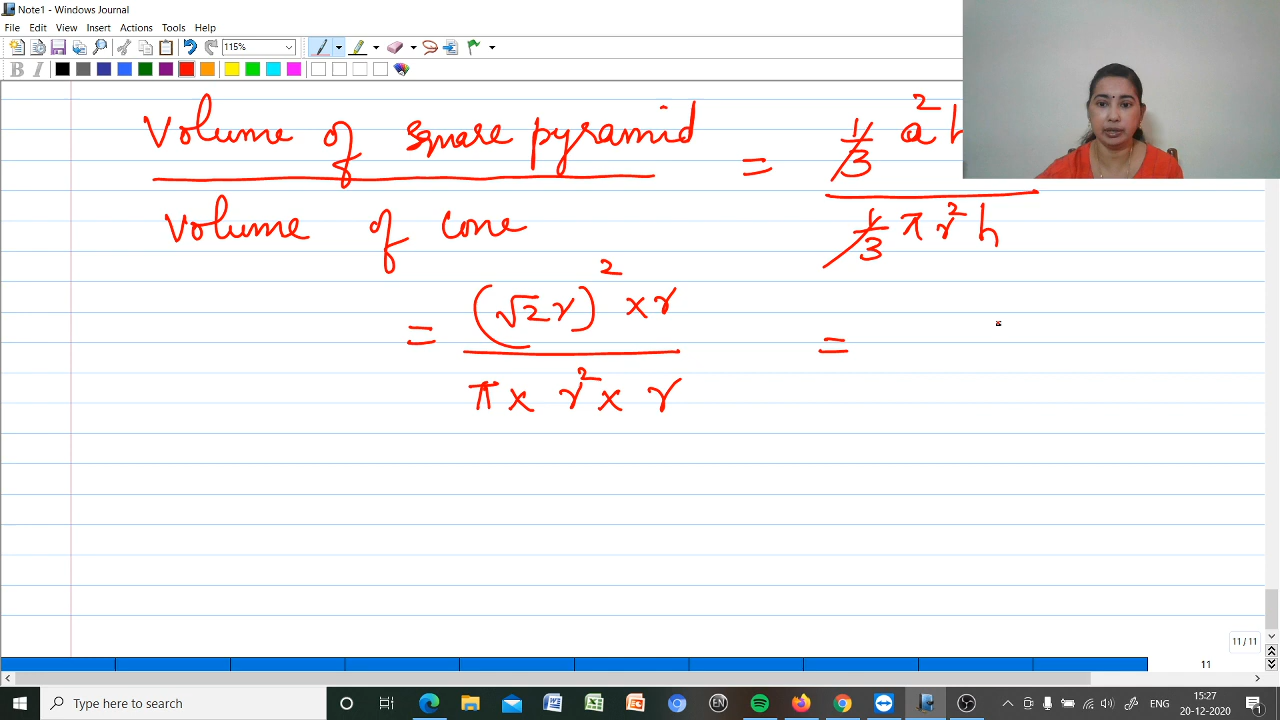 Note1 - Windows Journal
File Edit View Insert Actions Tools Help
115%
B I
Volume of square pyramid / Volume of cone = 1/3 a² h / 1/3 π r² h
= (√2 r)² × r / π × r² × r =
11 / 11
11
Type here to search
EN
ENG
15:27
20-12-2020